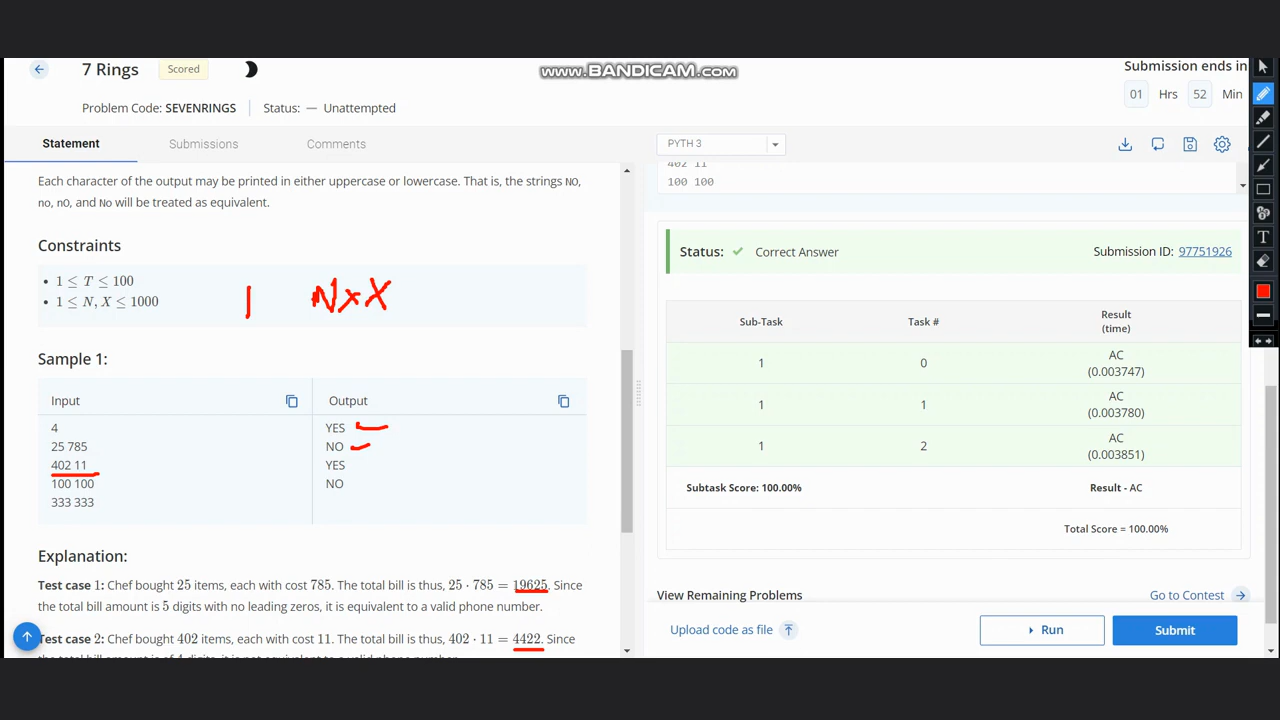 www.BANDICAM.com
7 Rings
Scored
Submission ends in
Problem Code: SEVENRINGS
Status: — Unattempted
01 Hrs 52 Min
Statement
Submissions
Comments
PYTH 3
402 11
100 100
Each character of the output may be printed in either uppercase or lowercase. That is, the strings NO,
no, nO, and No will be treated as equivalent.
Constraints
• 1 ≤ T ≤ 100
• 1 ≤ N, X ≤ 1000
1 N×X
Sample 1:
Input
Output
4
25 785
402 11
100 100
333 333
YES
NO
YES
NO
Explanation:
Test case 1: Chef bought 25 items, each with cost 785. The total bill is thus, 25 · 785 = 19625. Since
the total bill amount is 5 digits with no leading zeros, it is equivalent to a valid phone number.
Test case 2: Chef bought 402 items, each with cost 11. The total bill is thus, 402 · 11 = 4422. Since
Status: ✓ Correct Answer
Submission ID: 97751926
Sub-Task
Task #
Result
(time)
1 0 AC
(0.003747)
1 1 AC
(0.003780)
1 2 AC
(0.003851)
Subtask Score: 100.00%
Result - AC
Total Score = 100.00%
View Remaining Problems
Go to Contest
Upload code as file
Run
Submit
T